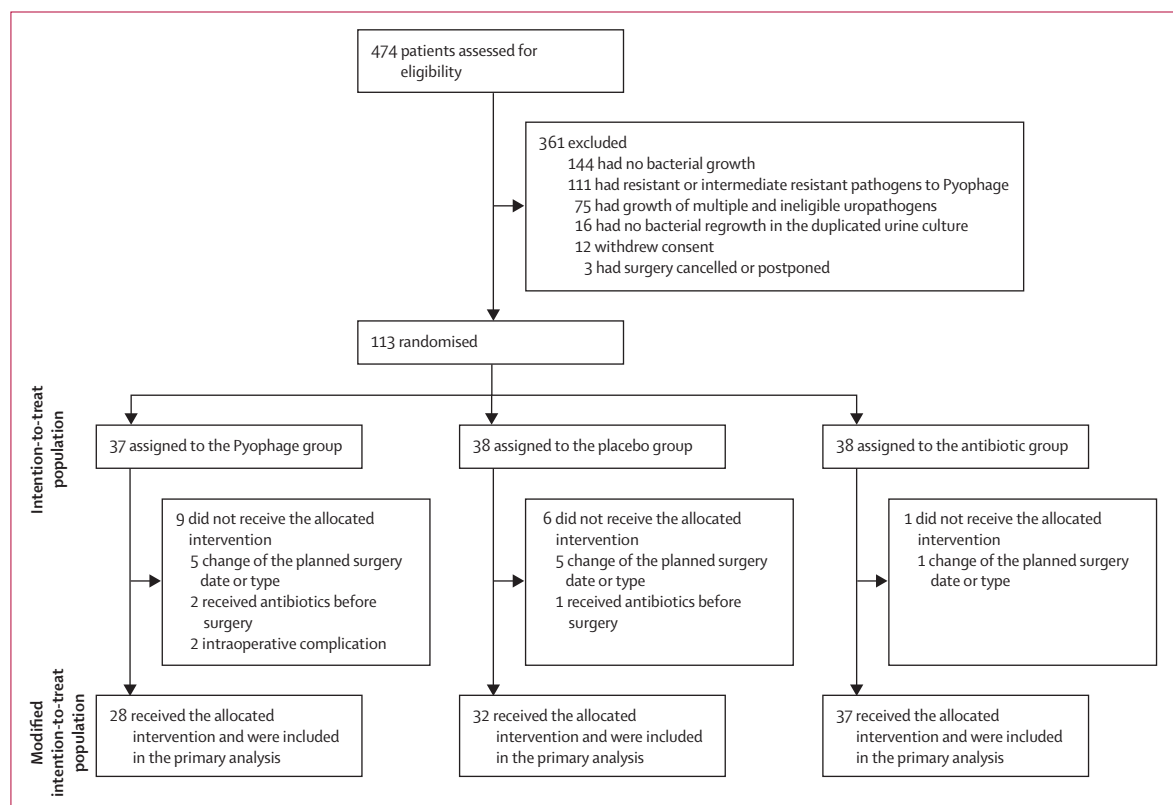 474 patients assessed for
eligibility
361 excluded
144 had no bacterial growth
111 had resistant or intermediate resistant pathogens to Pyophage
75 had growth of multiple and ineligible uropathogens
16 had no bacterial regrowth in the duplicated urine culture
12 withdrew consent
3 had surgery cancelled or postponed
113 randomised
Intention-to-treat
population
37 assigned to the Pyophage group
38 assigned to the placebo group
38 assigned to the antibiotic group
9 did not receive the allocated
intervention
5 change of the planned surgery
date or type
2 received antibiotics before
surgery
2 intraoperative complication
6 did not receive the allocated
intervention
5 change of the planned surgery
date or type
1 received antibiotics before
surgery
1 did not receive the allocated
intervention
1 change of the planned surgery
date or type
Modified
intention-to-treat
population
28 received the allocated
intervention and were included
in the primary analysis
32 received the allocated
intervention and were included
in the primary analysis
37 received the allocated
intervention and were included
in the primary analysis